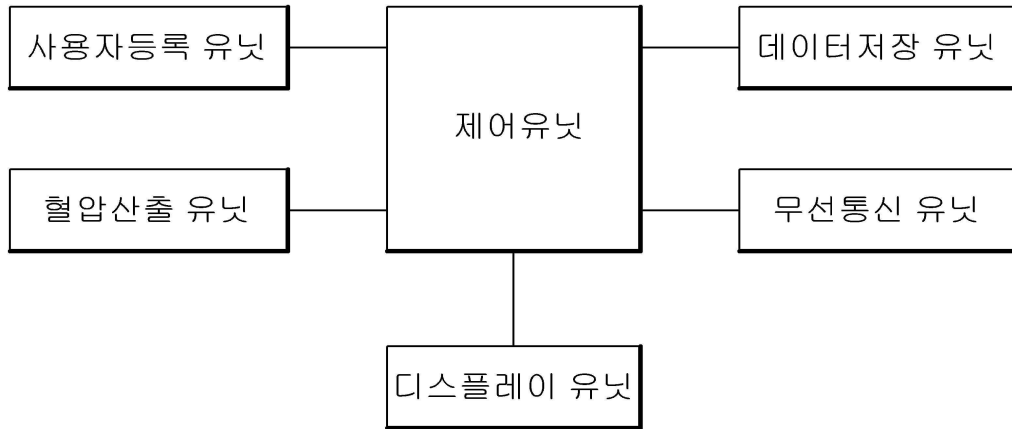 사용자등록 유닛
데이터저장 유닛
제어유닛
혈압산출 유닛
무선통신 유닛
디스플레이 유닛